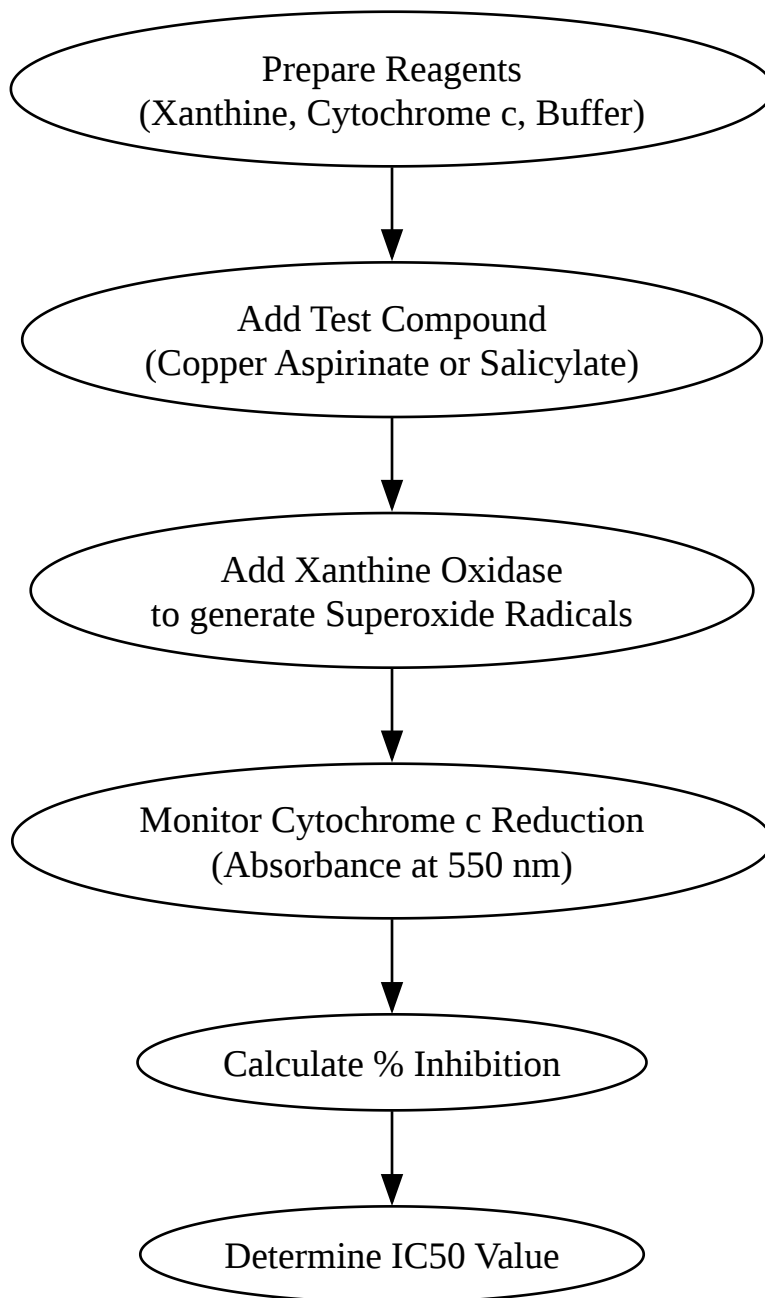 Prepare Reagents
(Xanthine, Cytochrome c, Buffer)
Add Test Compound
(Copper Aspirinate or Salicylate)
Add Xanthine Oxidase
to generate Superoxide Radicals
Monitor Cytochrome c Reduction
(Absorbance at 550 nm)
Calculate % Inhibition
Determine IC50 Value